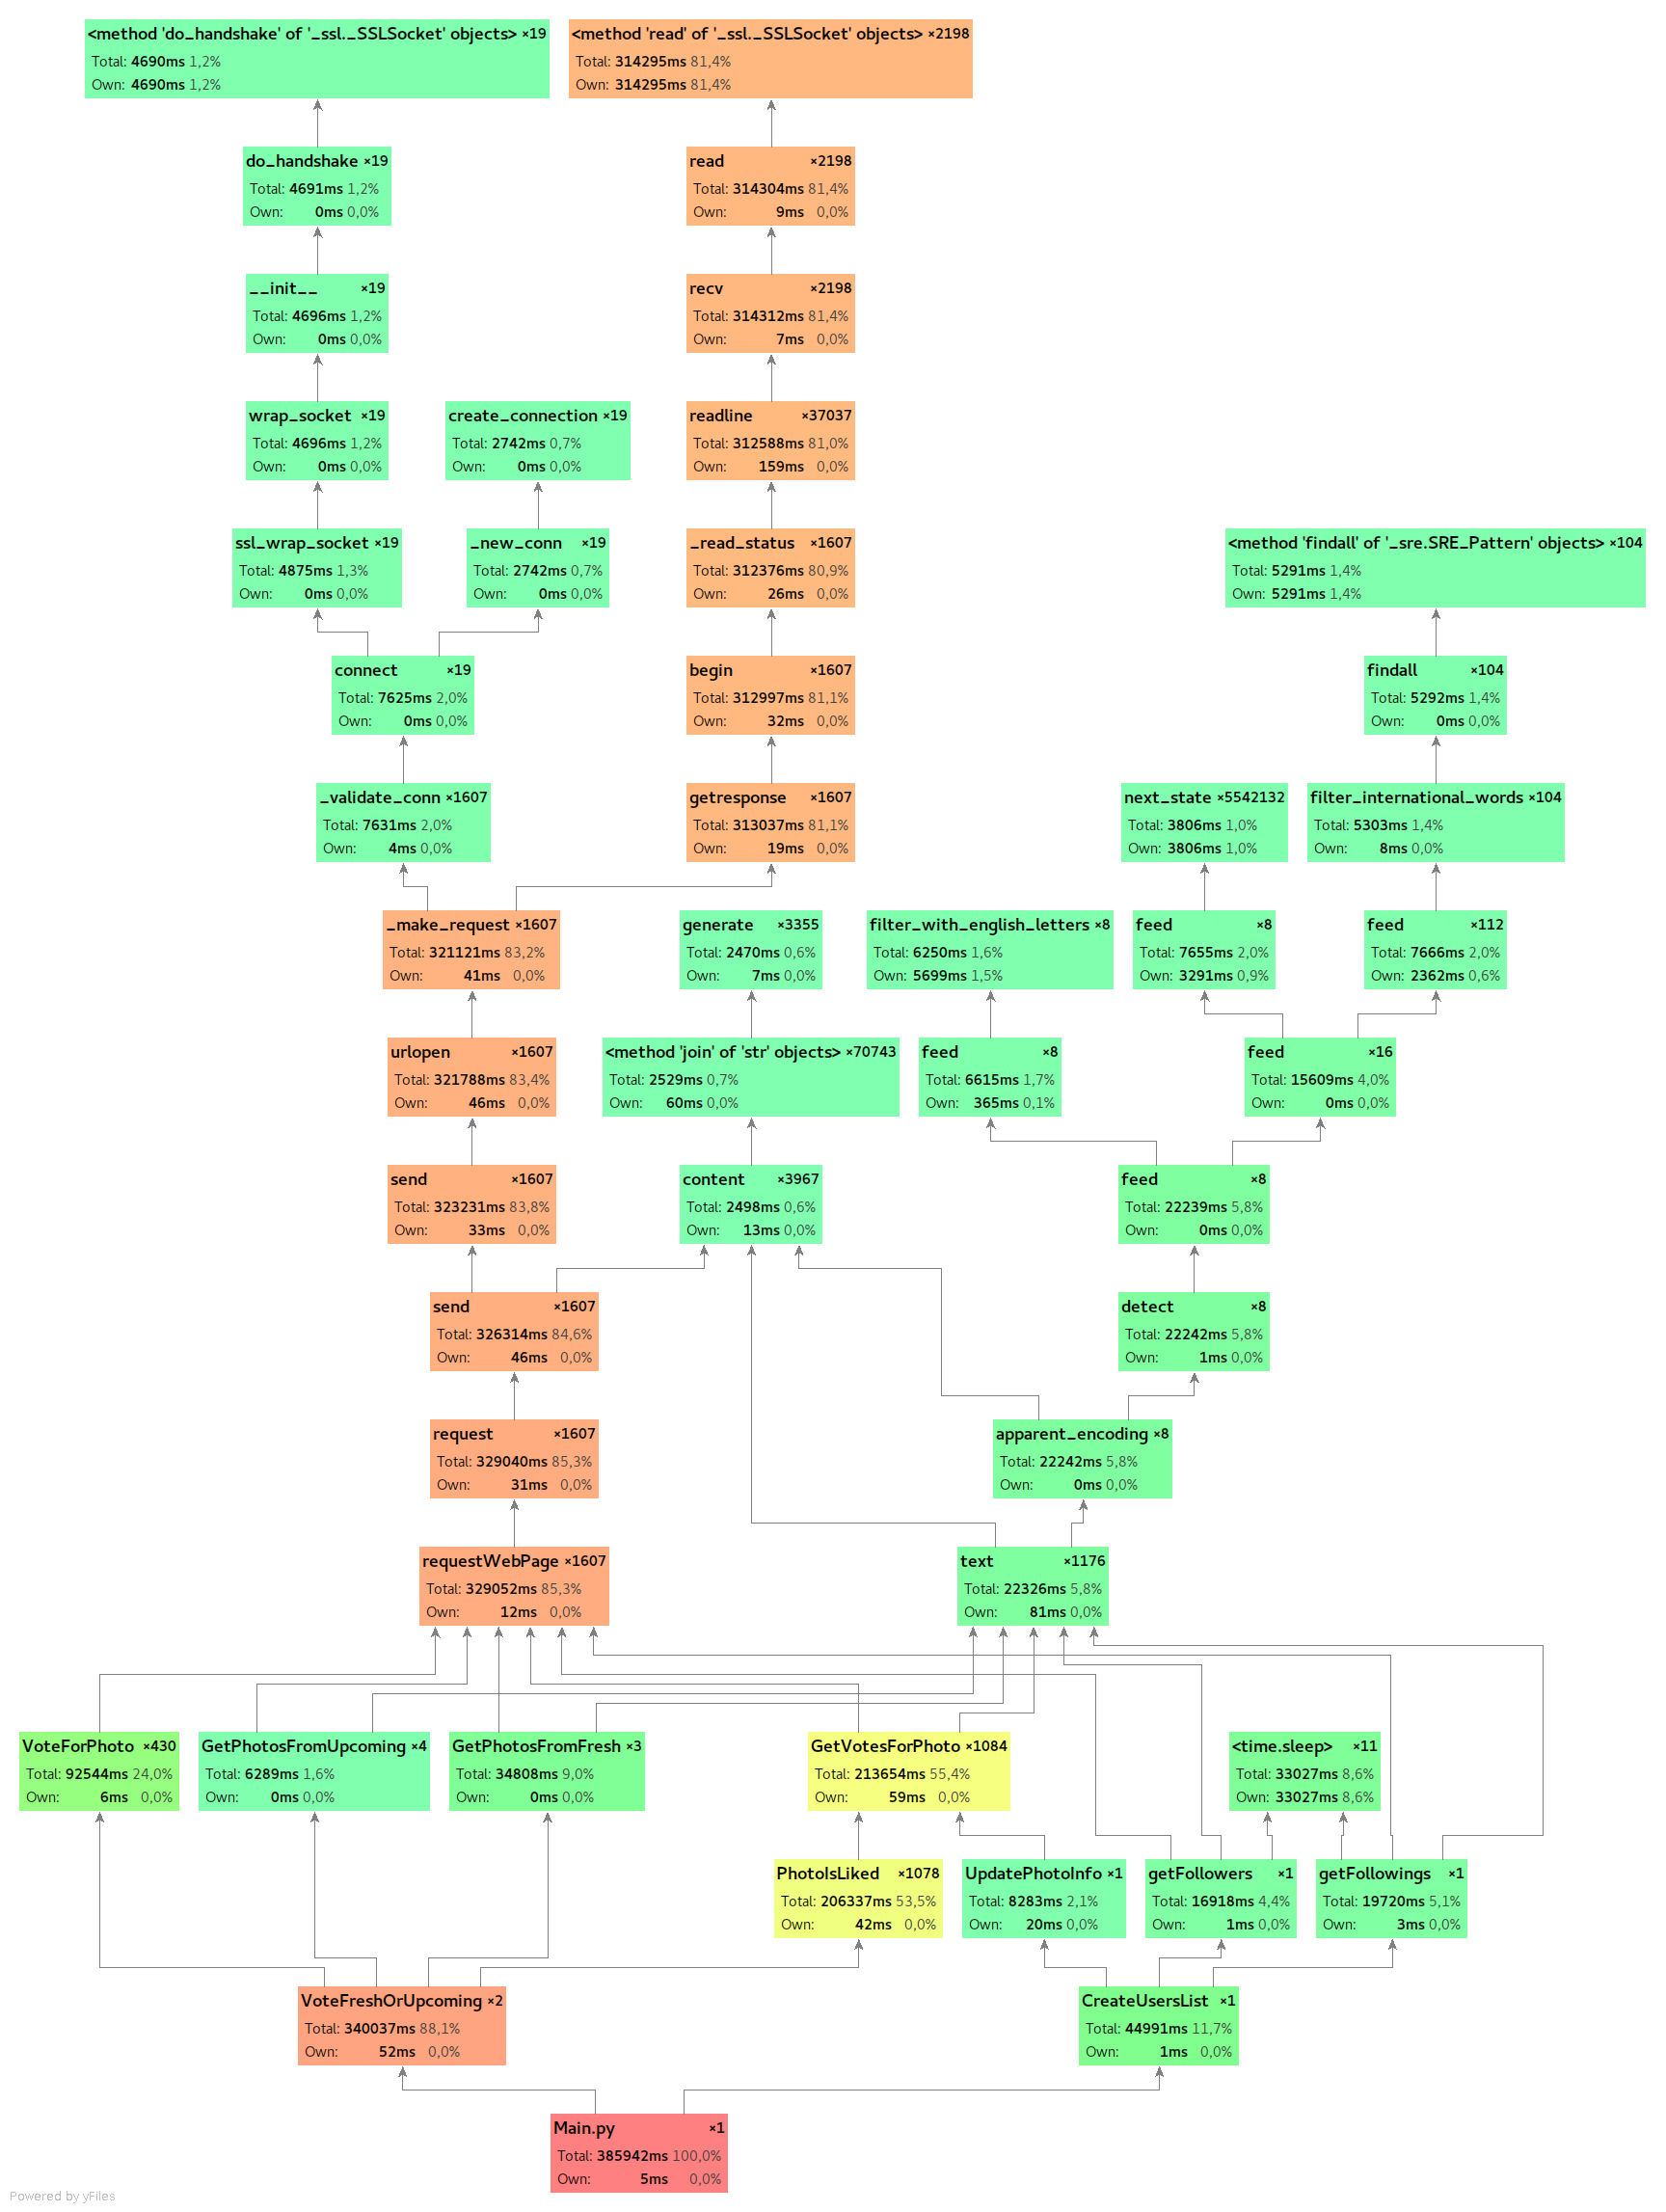 <method 'do_handshake' of '_ssl._SSLSocket' objects> ×19
Total: 4690ms 1,2%
Own: 4690ms 1,2%
<method 'read' of '_ssl._SSLSocket' objects> ×2198
Total: 314295ms 81,4%
Own: 314295ms 81,4%
do_handshake ×19
Total: 4691ms 1,2%
Own: 0ms 0,0%
read ×2198
Total: 314304ms 81,4%
Own: 9ms 0,0%
__init__ ×19
Total: 4696ms 1,2%
Own: 0ms 0,0%
recv ×2198
Total: 314312ms 81,4%
Own: 7ms 0,0%
wrap_socket ×19
Total: 4696ms 1,2%
Own: 0ms 0,0%
create_connection ×19
Total: 2742ms 0,7%
Own: 0ms 0,0%
readline ×37037
Total: 312588ms 81,0%
Own: 159ms 0,0%
ssl_wrap_socket ×19
Total: 4875ms 1,3%
Own: 0ms 0,0%
_new_conn ×19
Total: 2742ms 0,7%
Own: 0ms 0,0%
_read_status ×1607
Total: 312376ms 80,9%
Own: 26ms 0,0%
<method 'findall' of '_sre.SRE_Pattern' objects> ×104
Total: 5291ms 1,4%
Own: 5291ms 1,4%
connect ×19
Total: 7625ms 2,0%
Own: 0ms 0,0%
begin ×1607
Total: 312997ms 81,1%
Own: 32ms 0,0%
findall ×104
Total: 5292ms 1,4%
Own: 0ms 0,0%
_validate_conn ×1607
Total: 7631ms 2,0%
Own: 4ms 0,0%
getresponse ×1607
Total: 313037ms 81,1%
Own: 19ms 0,0%
next_state ×5542132
Total: 3806ms 1,0%
Own: 3806ms 1,0%
filter_international_words ×104
Total: 5303ms 1,4%
Own: 8ms 0,0%
_make_request ×1607
Total: 321121ms 83,2%
Own: 41ms 0,0%
generate ×3355
Total: 2470ms 0,6%
Own: 7ms 0,0%
filter_with_english_letters ×8
Total: 6250ms 1,6%
Own: 5699ms 1,5%
feed ×8
Total: 7655ms 2,0%
Own: 3291ms 0,9%
feed ×112
Total: 7666ms 2,0%
Own: 2362ms 0,6%
urlopen ×1607
Total: 321788ms 83,4%
Own: 46ms 0,0%
<method 'join' of 'str' objects> ×70743
Total: 2529ms 0,7%
Own: 60ms 0,0%
feed ×8
Total: 6615ms 1,7%
Own: 365ms 0,1%
feed ×16
Total: 15609ms 4,0%
Own: 0ms 0,0%
send ×1607
Total: 323231ms 83,8%
Own: 33ms 0,0%
content ×3967
Total: 2498ms 0,6%
Own: 13ms 0,0%
feed ×8
Total: 22239ms 5,8%
Own: 0ms 0,0%
send ×1607
Total: 326314ms 84,6%
Own: 46ms 0,0%
detect ×8
Total: 22242ms 5,8%
Own: 1ms 0,0%
request ×1607
Total: 329040ms 85,3%
Own: 31ms 0,0%
apparent_encoding ×8
Total: 22242ms 5,8%
Own: 0ms 0,0%
requestWebPage ×1607
Total: 329052ms 85,3%
Own: 12ms 0,0%
text ×1176
Total: 22326ms 5,8%
Own: 81ms 0,0%
VoteForPhoto ×430
Total: 92544ms 24,0%
Own: 6ms 0,0%
GetPhotosFromUpcoming ×4
Total: 6289ms 1,6%
Own: 0ms 0,0%
GetPhotosFromFresh ×3
Total: 34808ms 9,0%
Own: 0ms 0,0%
GetVotesForPhoto ×1084
Total: 213654ms 55,4%
Own: 59ms 0,0%
<time.sleep> ×11
Total: 33027ms 8,6%
Own: 33027ms 8,6%
PhotoIsLiked ×1078
Total: 206337ms 53,5%
Own: 42ms 0,0%
UpdatePhotoInfo ×1
Total: 8283ms 2,1%
Own: 20ms 0,0%
getFollowers ×1
Total: 16918ms 4,4%
Own: 1ms 0,0%
getFollowings ×1
Total: 19720ms 5,1%
Own: 3ms 0,0%
VoteFreshOrUpcoming ×2
Total: 340037ms 88,1%
Own: 52ms 0,0%
CreateUsersList ×1
Total: 44991ms 11,7%
Own: 1ms 0,0%
Main.py ×1
Total: 385942ms 100,0%
Own: 5ms 0,0%
Powered by yFiles